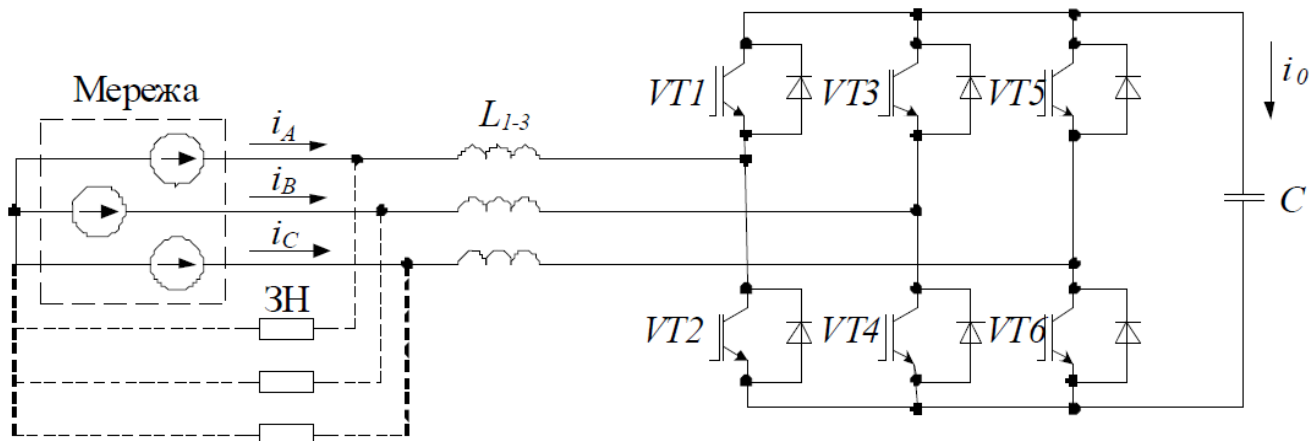 Мережа
i_A
i_B
i_C
L_1-3
ЗН
VT1
VT3
VT5
VT2
VT4
VT6
i_0
C